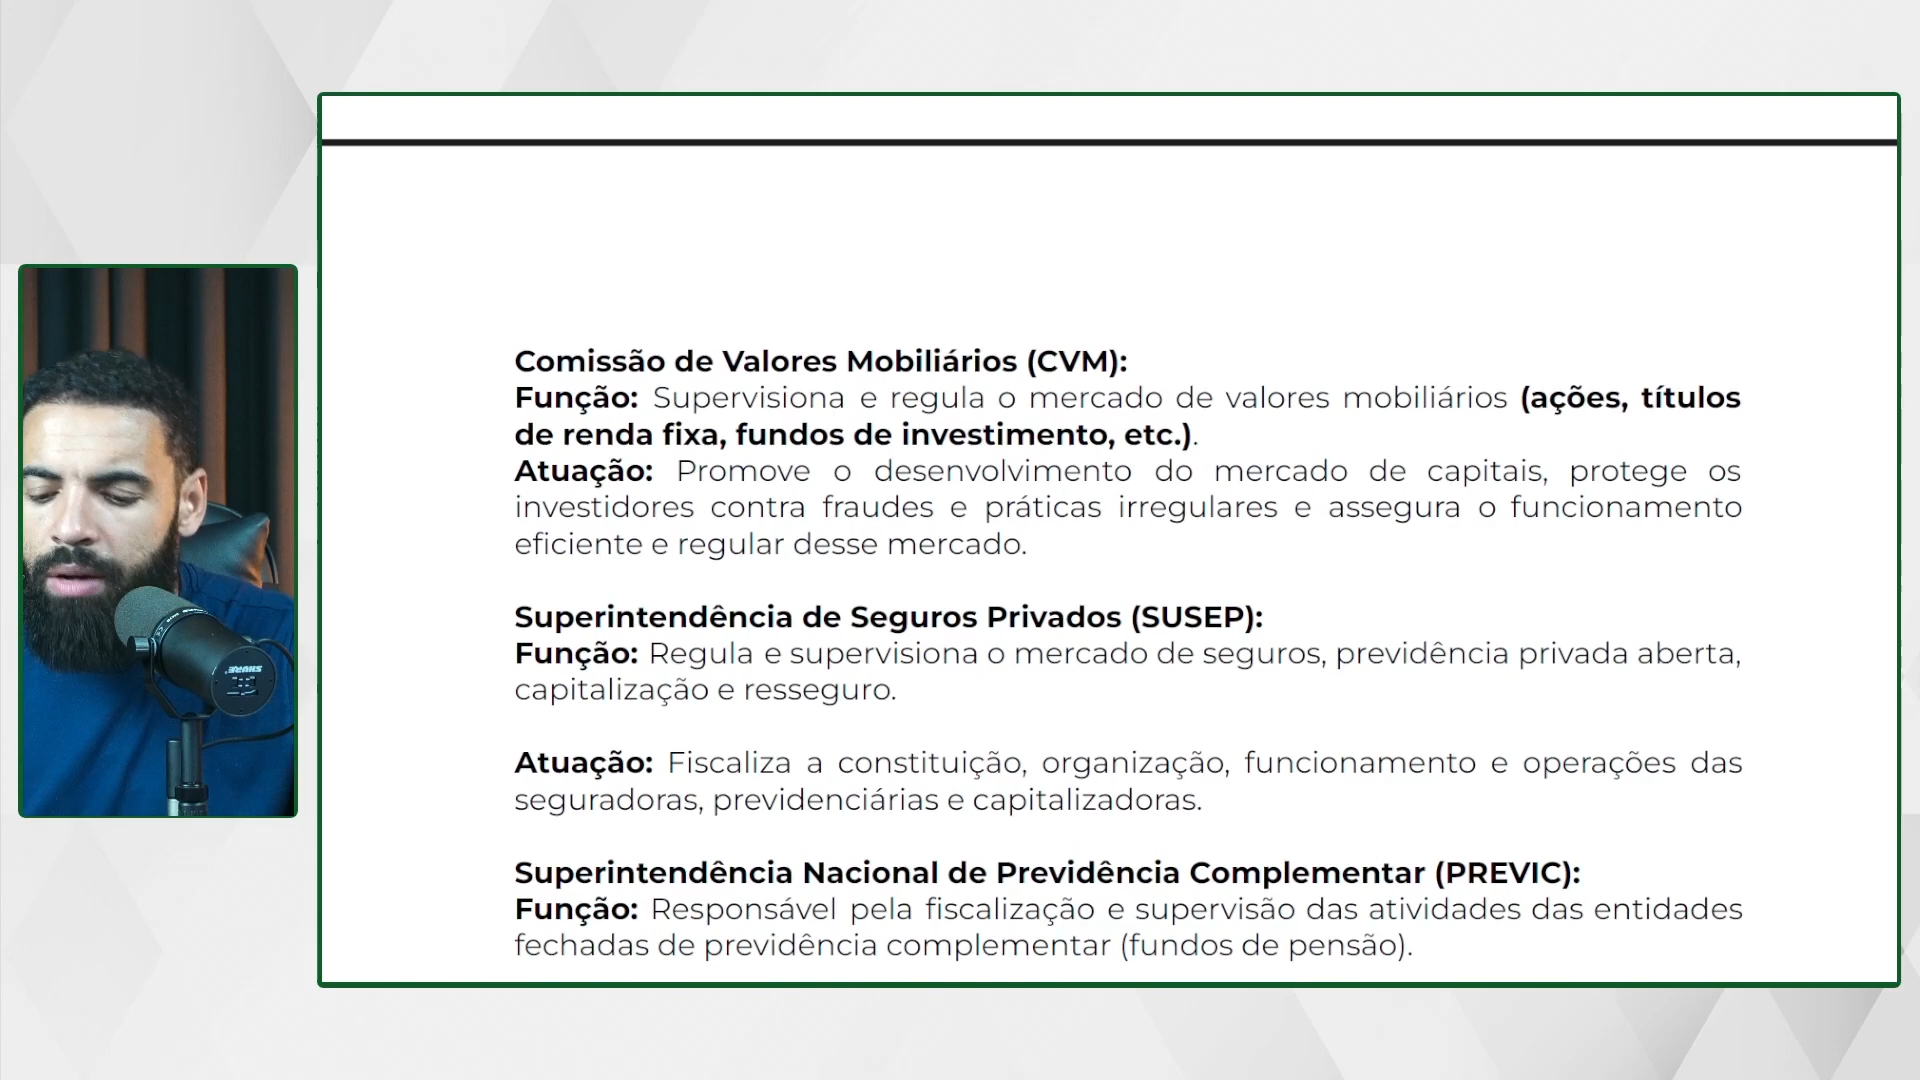 Comissão de Valores Mobiliários (CVM):
Função: Supervisiona e regula o mercado de valores mobiliários (ações, títulos
de renda fixa, fundos de investimento, etc.).
Atuação: Promove o desenvolvimento do mercado de capitais, protege os
investidores contra fraudes e práticas irregulares e assegura o funcionamento
eficiente e regular desse mercado.
Superintendência de Seguros Privados (SUSEP):
Função: Regula e supervisiona o mercado de seguros, previdência privada aberta,
capitalização e resseguro.
Atuação: Fiscaliza a constituição, organização, funcionamento e operações das
seguradoras, previdenciárias e capitalizadoras.
Superintendência Nacional de Previdência Complementar (PREVIC):
Função: Responsável pela fiscalização e supervisão das atividades das entidades
fechadas de previdência complementar (fundos de pensão).
SHURE